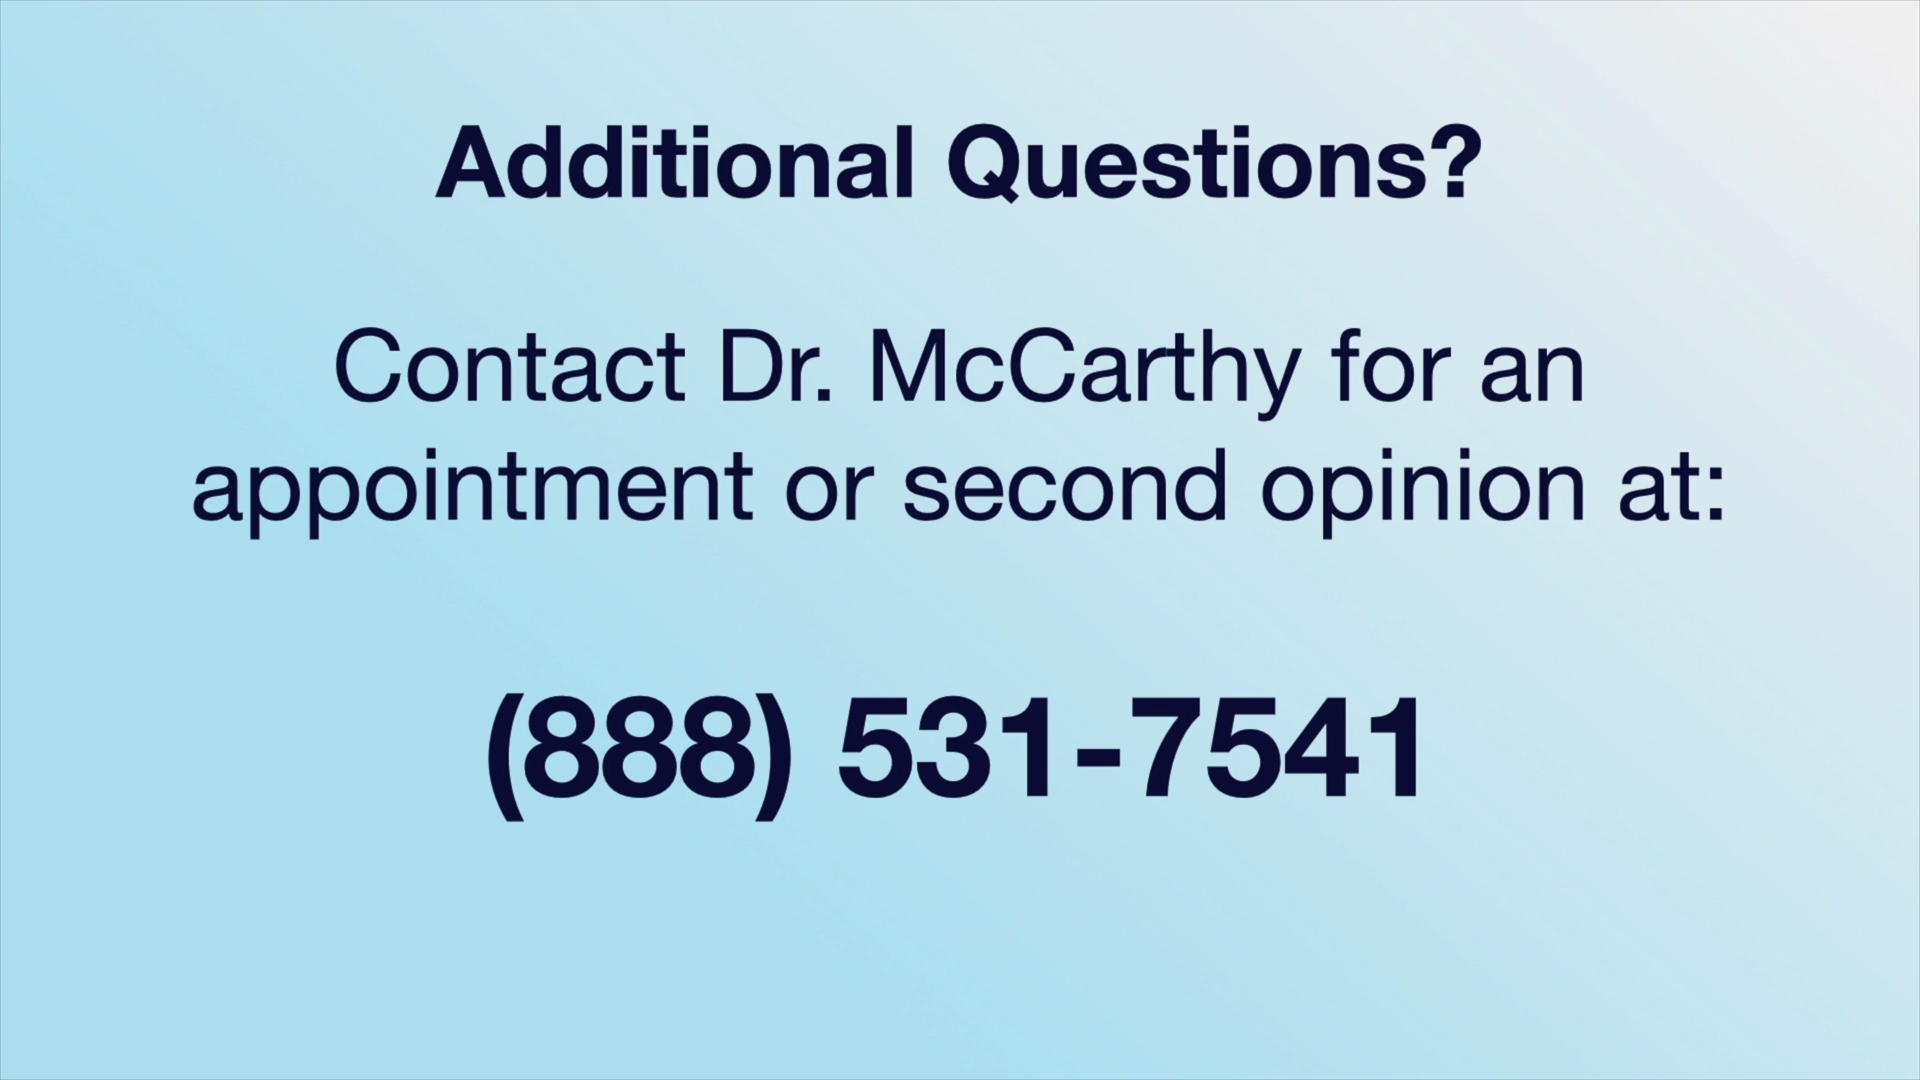 Additional Questions?
Contact Dr. McCarthy for an
appointment or second opinion at:
(888) 531-7541